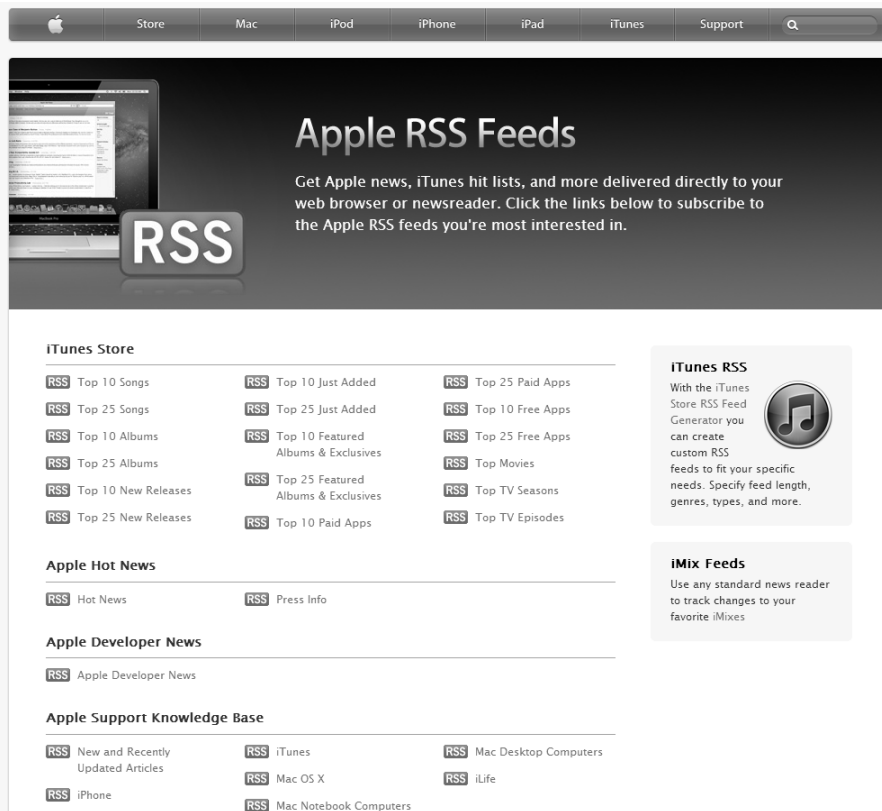 Store Mac iPod iPhone iPad iTunes Support
Apple RSS Feeds
Get Apple news, iTunes hit lists, and more delivered directly to your
web browser or newsreader. Click the links below to subscribe to
the Apple RSS feeds you're most interested in.
RSS
iTunes Store
RSS Top 10 Songs
RSS Top 25 Songs
RSS Top 10 Albums
RSS Top 25 Albums
RSS Top 10 New Releases
RSS Top 25 New Releases
RSS Top 10 Just Added
RSS Top 25 Just Added
RSS Top 10 Featured
Albums & Exclusives
RSS Top 25 Featured
Albums & Exclusives
RSS Top 10 Paid Apps
RSS Top 25 Paid Apps
RSS Top 10 Free Apps
RSS Top 25 Free Apps
RSS Top Movies
RSS Top TV Seasons
RSS Top TV Episodes
Apple Hot News
RSS Hot News
RSS Press Info
Apple Developer News
RSS Apple Developer News
Apple Support Knowledge Base
RSS New and Recently
Updated Articles
RSS iPhone
RSS iTunes
RSS Mac OS X
RSS Mac Notebook Computers
RSS Mac Desktop Computers
RSS iLife
iTunes RSS
With the iTunes
Store RSS Feed
Generator you
can create
custom RSS
feeds to fit your specific
needs. Specify feed length,
genres, types, and more.
iMix Feeds
Use any standard news reader
to track changes to your
favorite iMixes